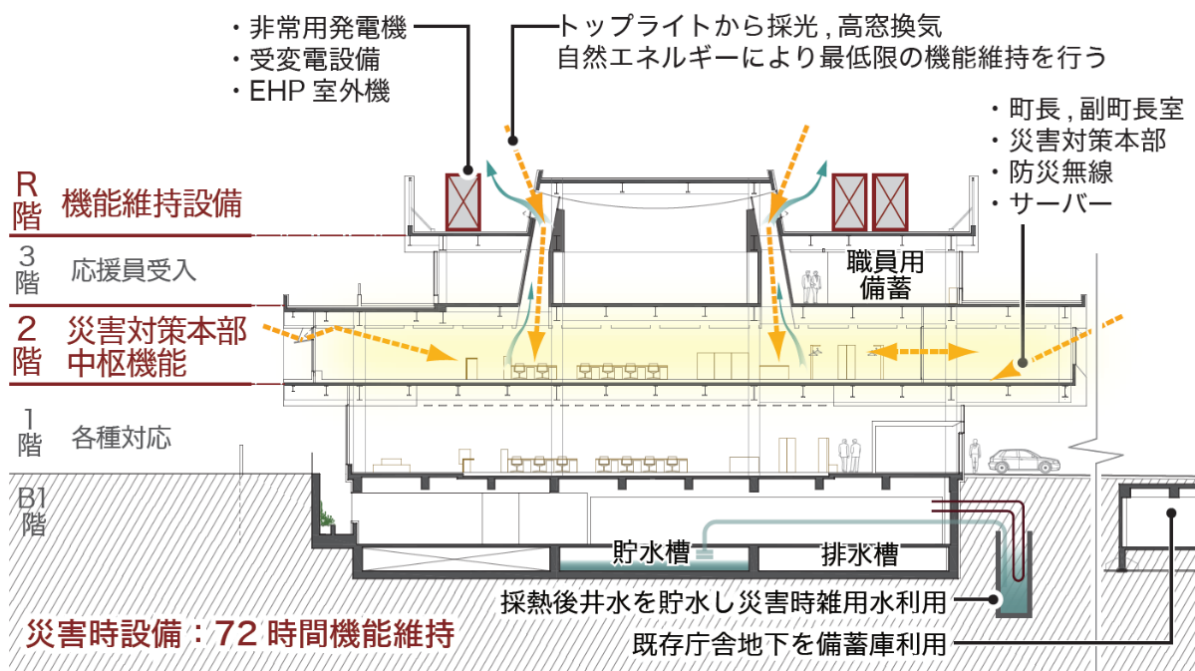 ・非常用発電機
・受変電設備
・EHP 室外機
トップライトから採光 , 高窓換気
自然エネルギーにより最低限の機能維持を行う
・町長 , 副町長室
・災害対策本部
・防災無線
・サーバー
R階
機能維持設備
3階
応援員受入
職員用
備蓄
2階
災害対策本部
中枢機能
1階
各種対応
B1階
貯水槽
排水槽
採熱後井水を貯水し災害時雑用水利用
既存庁舎地下を備蓄庫利用
災害時設備：72 時間機能維持